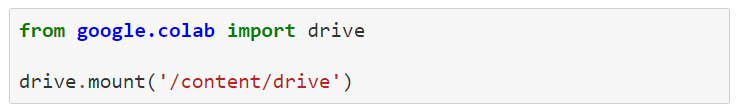 from google.colab import drive
drive.mount('/content/drive')